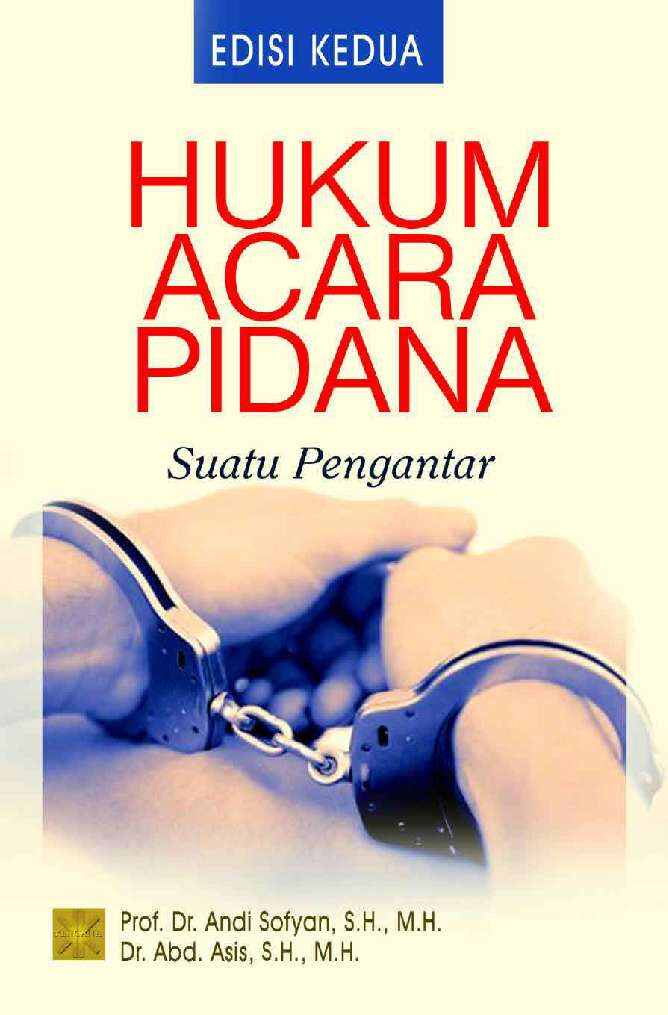 EDISI KEDUA
HUKUM
ACARA
PIDANA
Suatu Pengantar
Prof. Dr. Andi Sofyan, S.H., M.H.
Dr. Abd. Asis, S.H., M.H.